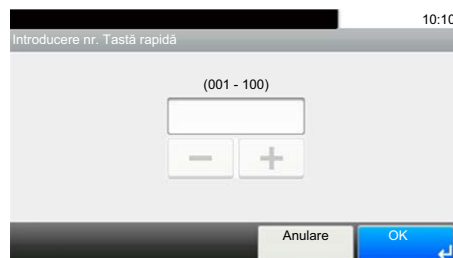 10:10
Introducere nr. Tastă rapidă
(001 - 100)
Anulare
OK